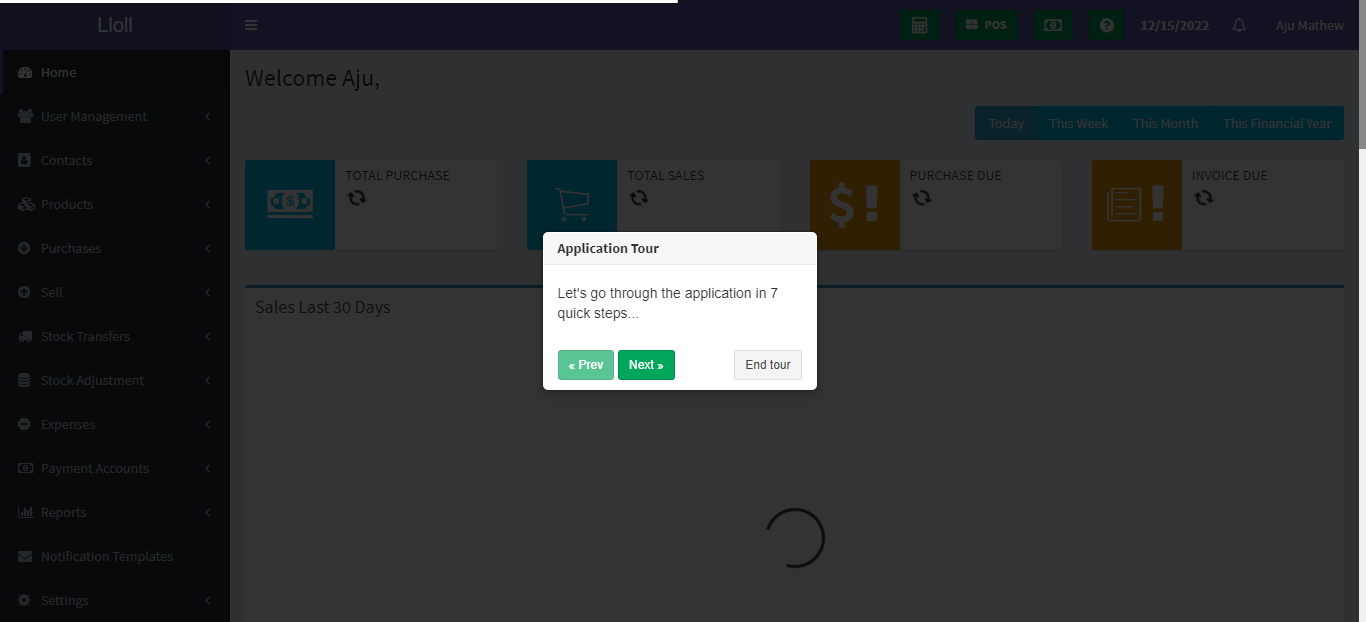 Lloll
POS
12/15/2022
Aju Mathew
Home
User Management
Contacts
Products
Purchases
Sell
Stock Transfers
Stock Adjustment
Expenses
Payment Accounts
Reports
Notification Templates
Settings
Welcome Aju,
Today
This Week
This Month
This Financial Year
TOTAL PURCHASE
TOTAL SALES
PURCHASE DUE
INVOICE DUE
Sales Last 30 Days
Application Tour
Let's go through the application in 7
quick steps...
« Prev
Next »
End tour